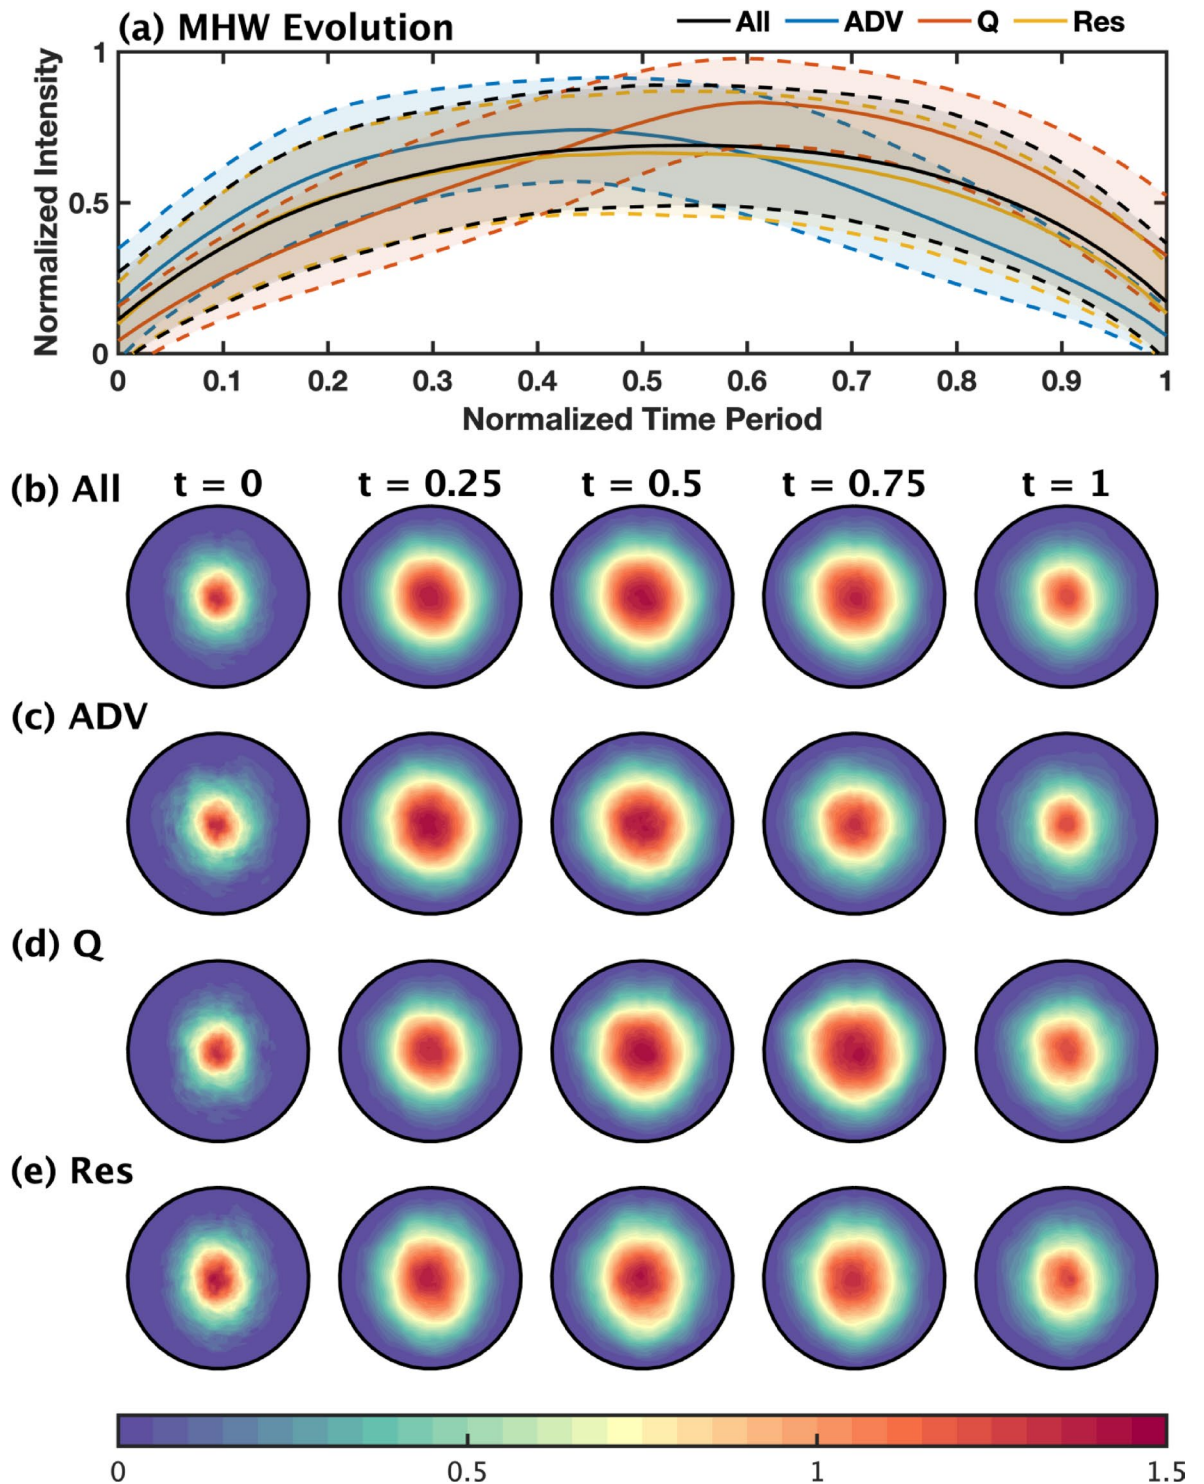 (a) MHW Evolution
All ADV Q Res
Normalized Intensity
1
0.5
0
0 0.1 0.2 0.3 0.4 0.5 0.6 0.7 0.8 0.9 1
Normalized Time Period
(b) All t = 0 t = 0.25 t = 0.5 t = 0.75 t = 1
(c) ADV
(d) Q
(e) Res
0 0.5 1 1.5